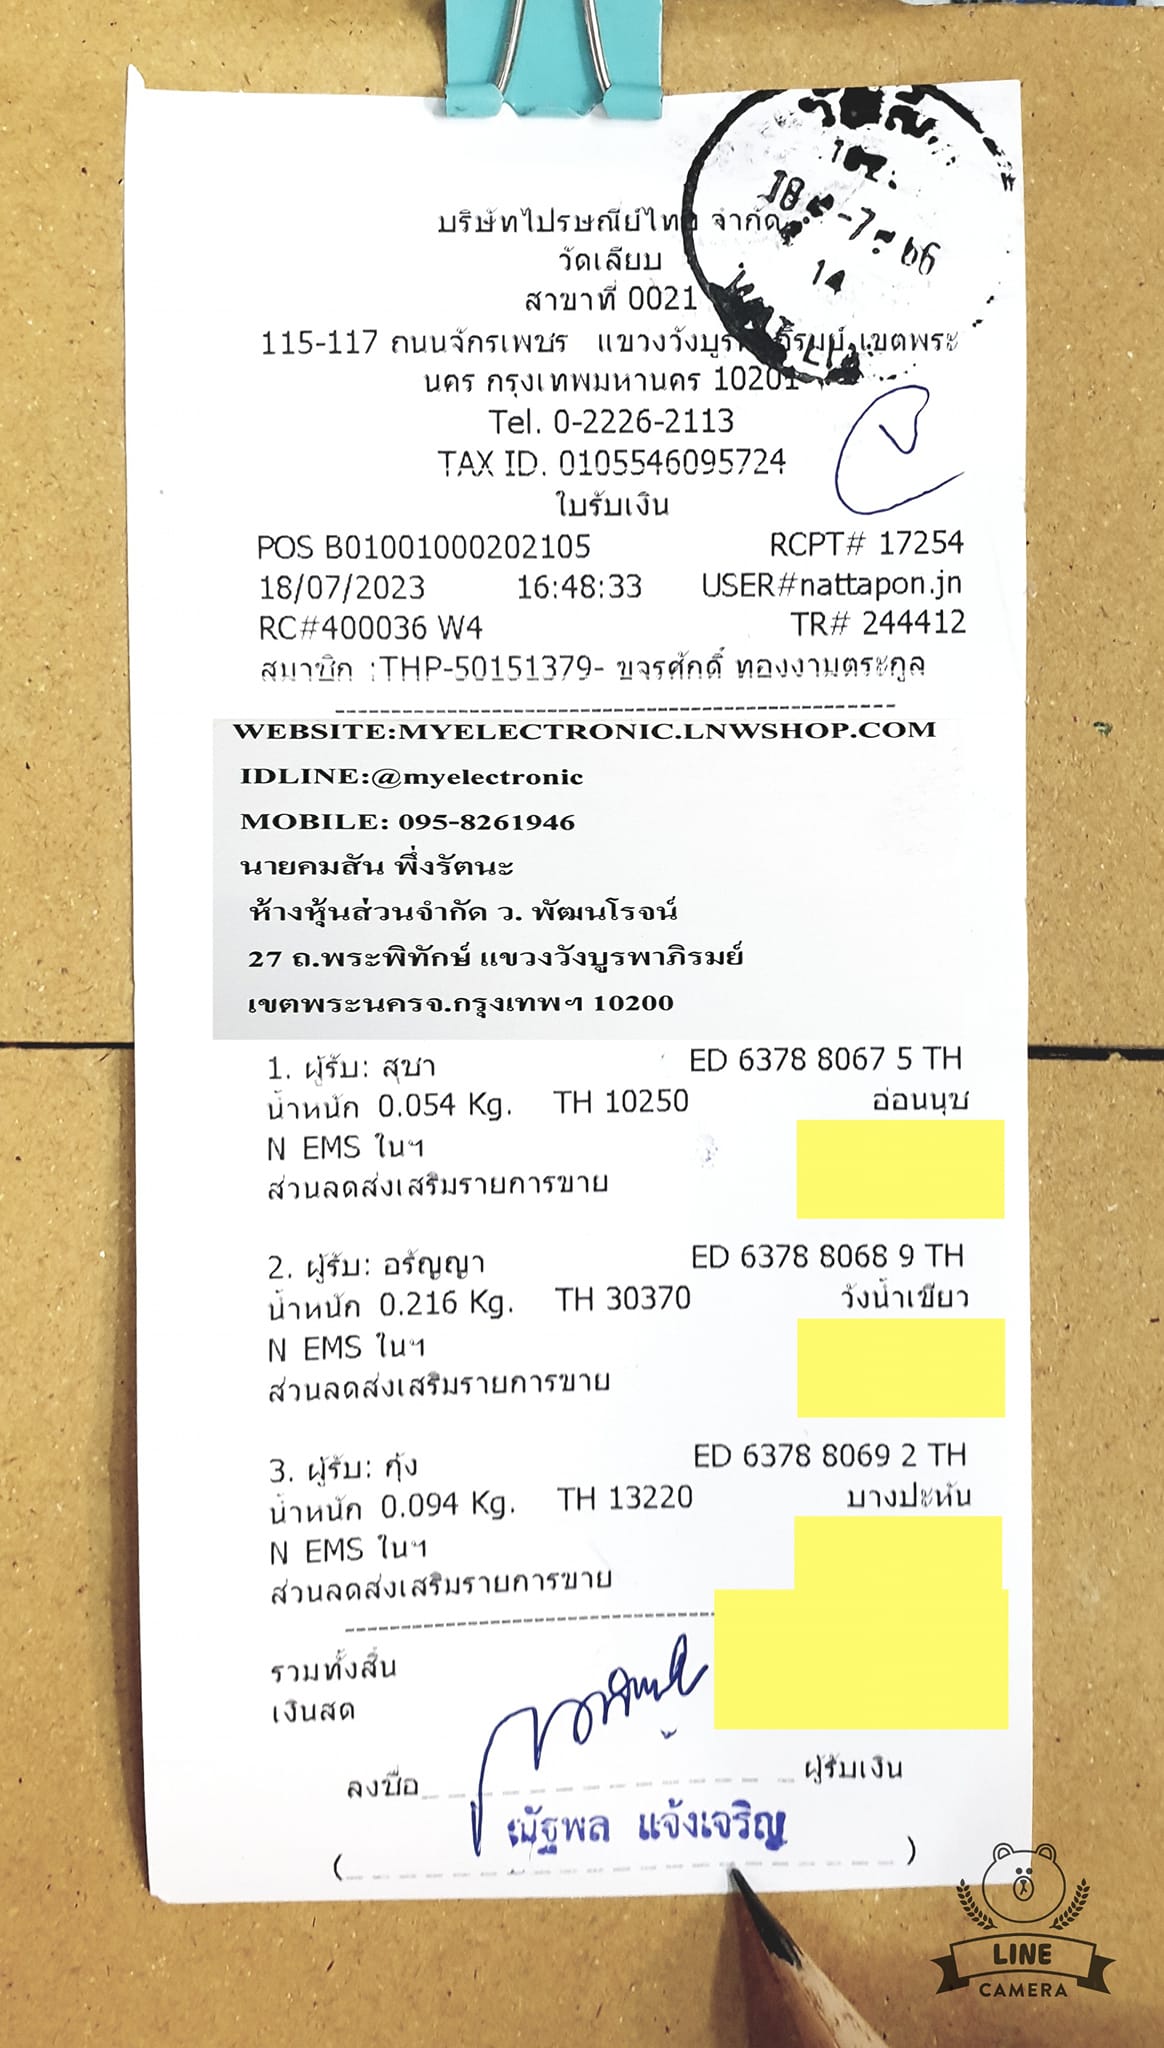 บริษัทไปรษณีย์ไทย จำกัด
วัดเลียบ
สาขาที่ 0021
115-117 ถนนจักรเพชร แขวงวังบูรพาภิรมย์ เขตพระ
นคร กรุงเทพมหานคร 10201
Tel. 0-2226-2113
TAX ID. 0105546095724
ใบรับเงิน
POS B01001000202105 RCPT# 17254
18/07/2023 16:48:33 USER#nattapon.jn
RC#400036 W4 TR# 244412
สมาชิก :THP-50151379- ขจรศักดิ์ ทองงามตระกูล
WEBSITE:MYELECTRONIC.LNWSHOP.COM
IDLINE:@myelectronic
MOBILE: 095-8261946
นายคมสัน พึ่งรัตนะ
ห้างหุ้นส่วนจำกัด ว. พัฒนโรจน์
27 ถ.พระพิทักษ์ แขวงวังบูรพาภิรมย์
เขตพระนครจ.กรุงเทพฯ 10200
1. ผู้รับ: สุชา ED 6378 8067 5 TH
น้ำหนัก 0.054 Kg. TH 10250 อ่อนนุช
N EMS ในฯ
ส่วนลดส่งเสริมรายการขาย
2. ผู้รับ: อรัญญา ED 6378 8068 9 TH
น้ำหนัก 0.216 Kg. TH 30370 วังน้ำเขียว
N EMS ในฯ
ส่วนลดส่งเสริมรายการขาย
3. ผู้รับ: กุ้ง ED 6378 8069 2 TH
น้ำหนัก 0.094 Kg. TH 13220 บางปะหัน
N EMS ในฯ
ส่วนลดส่งเสริมรายการขาย
รวมทั้งสิ้น
เงินสด
ลงชื่อ ผู้รับเงิน
(ณัฐพล แจ้งเจริญ)
LINE
CAMERA